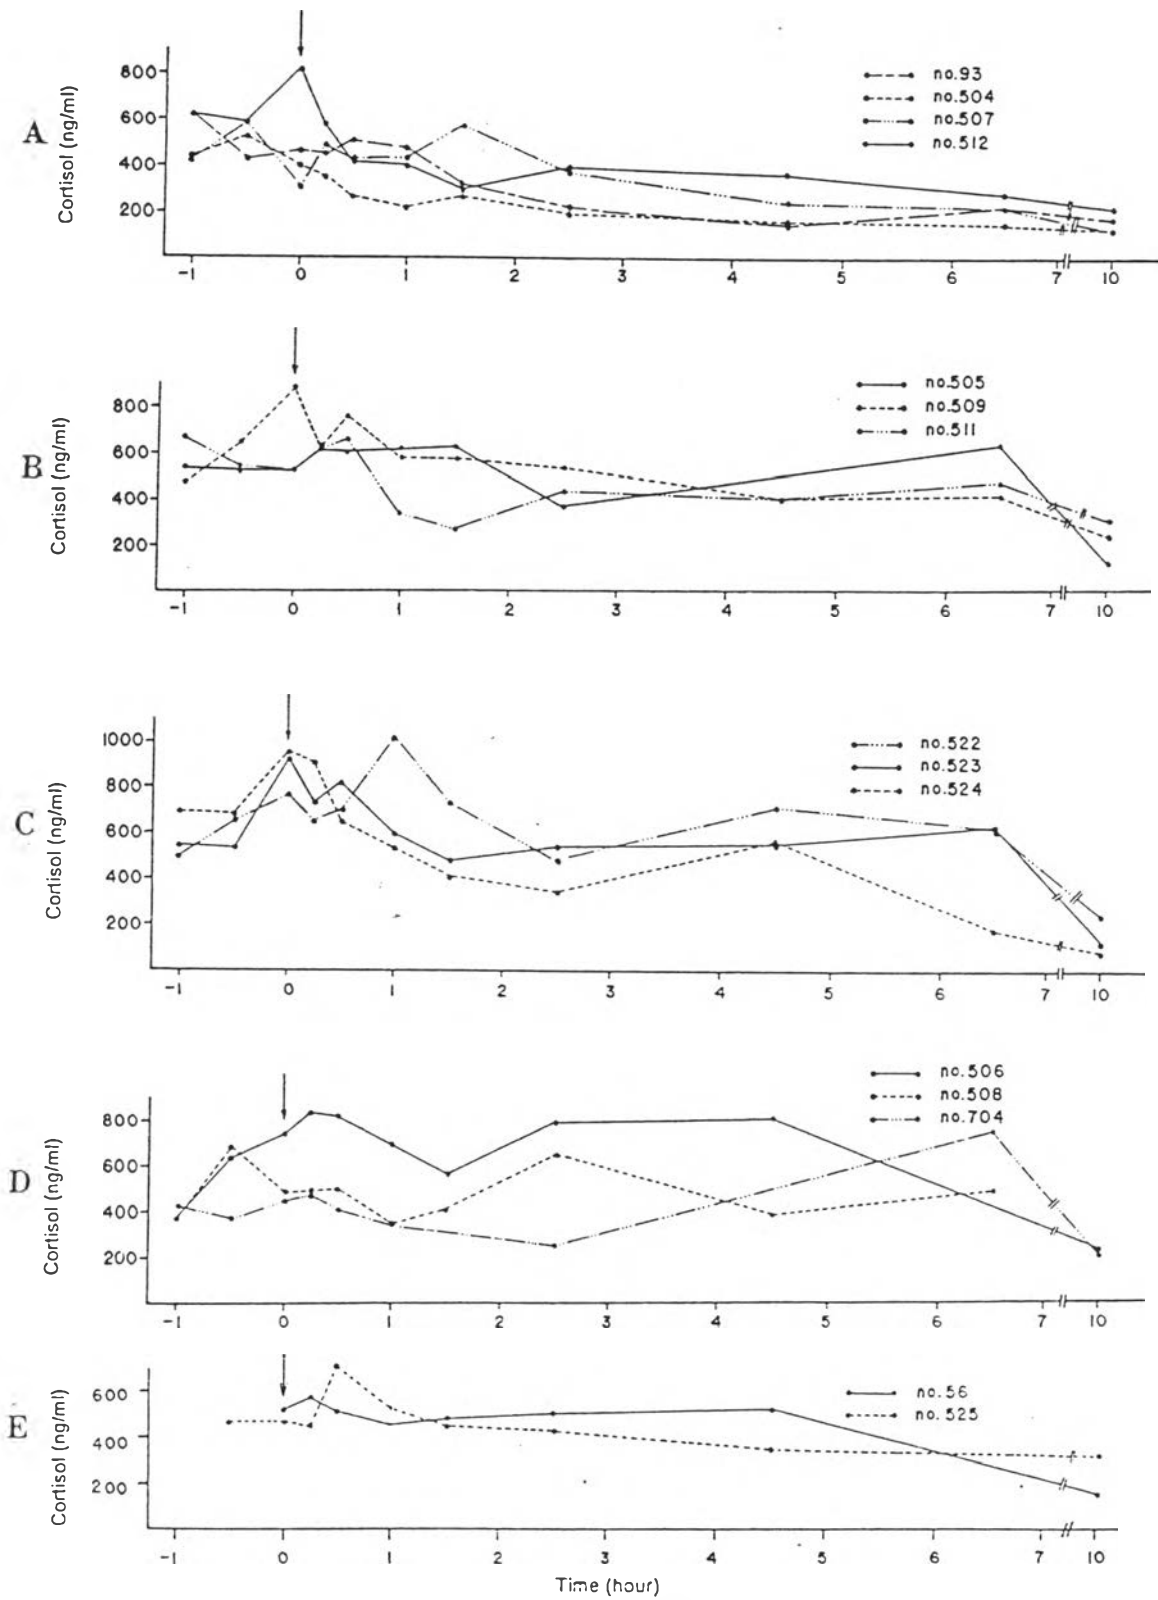 A
Cortisol (ng/ml)
800
600
400
200
no.93
no.504
no.507
no.512
-1 0 1 2 3 4 5 6 7 10
B
Cortisol (ng/ml)
800
600
400
200
no.505
no.509
no.511
-1 0 1 2 3 4 5 6 7 10
C
Cortisol (ng/ml)
1000
800
600
400
200
no.522
no.523
no.524
-1 0 1 2 3 4 5 6 7 10
D
Cortisol (ng/ml)
800
600
400
200
no.506
no.508
no.704
-1 0 1 2 3 4 5 6 7 10
E
Cortisol (ng/ml)
600
400
200
no.56
no.525
-1 0 1 2 3 4 5 6 7 10
Time (hour)